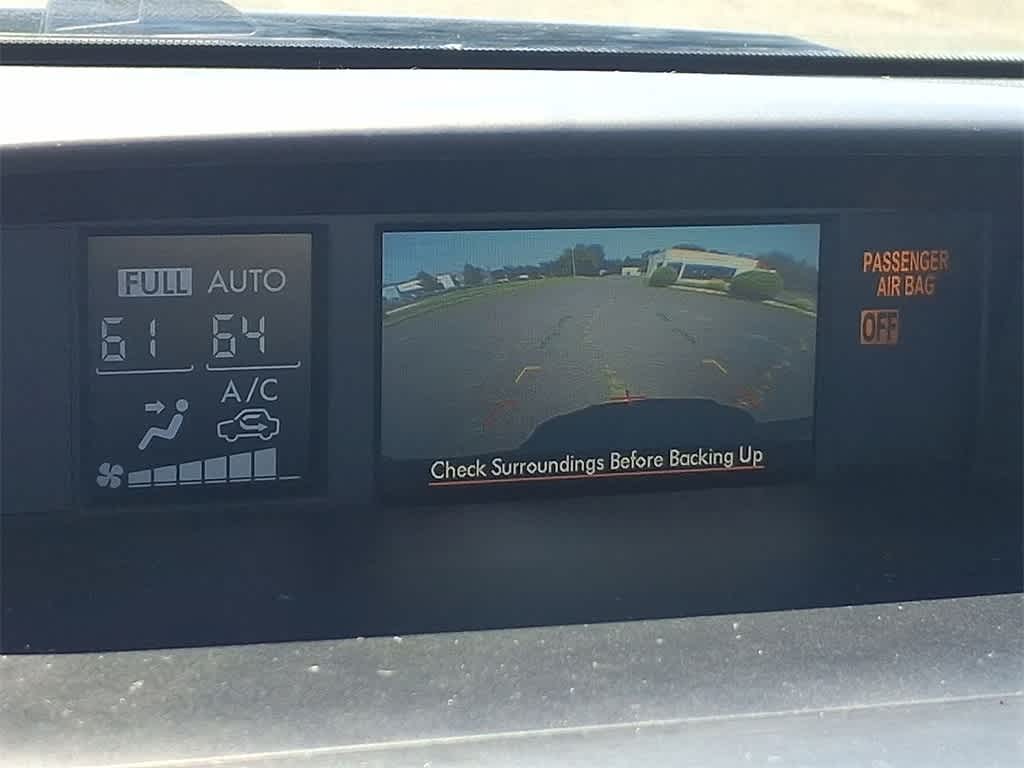 FULL AUTO
61 64
A/C
Check Surroundings Before Backing Up
PASSENGER
AIR BAG
OFF